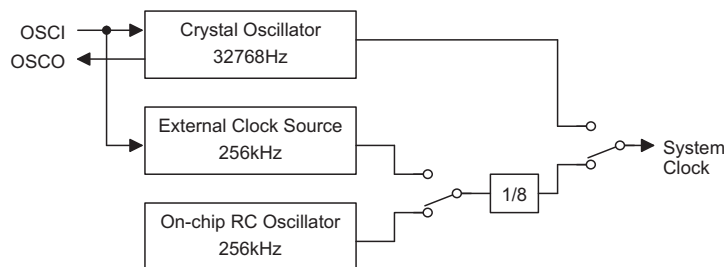 OSCI
OSCO
Crystal Oscillator
32768Hz
External Clock Source
256kHz
On-chip RC Oscillator
256kHz
1/8
System
Clock